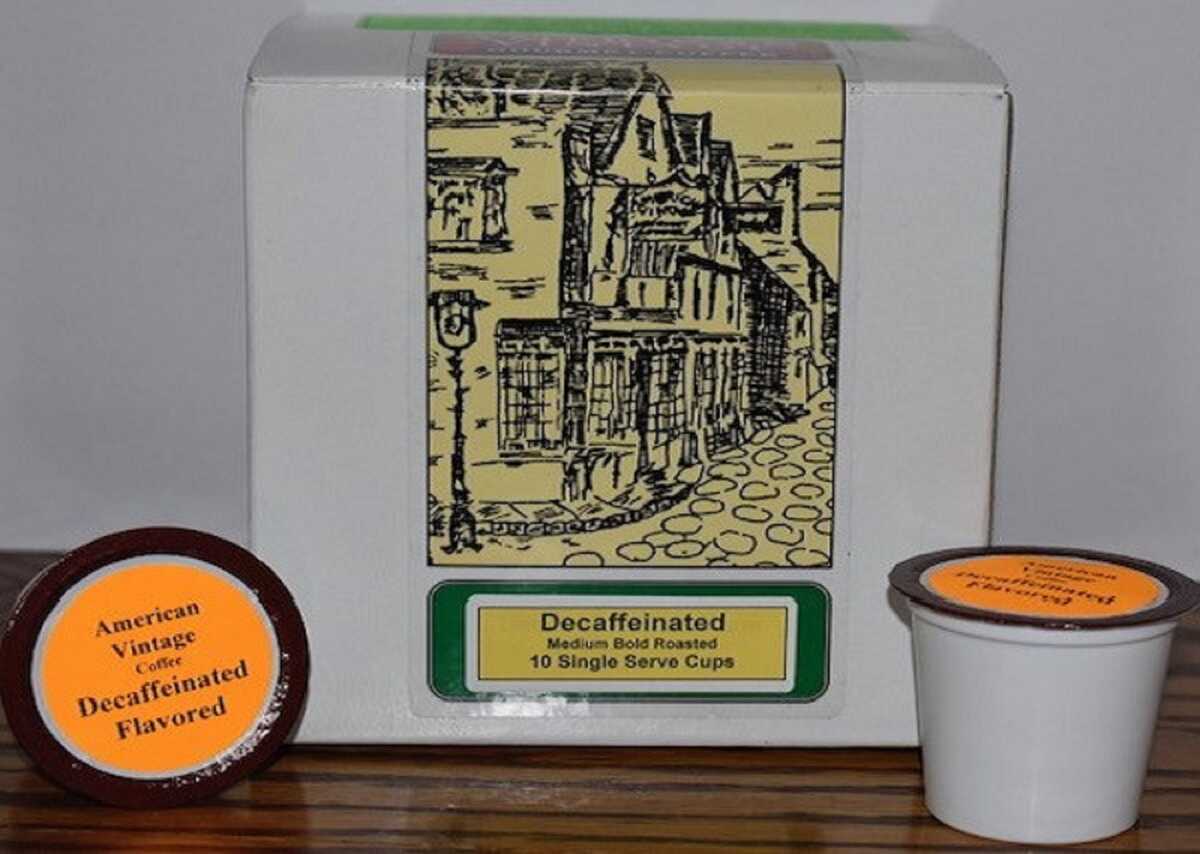 Decaffeinated
Medium Bold Roasted
10 Single Serve Cups
American
Vintage
Coffee
Decaffeinated
Flavored
American
Vintage
Coffee
Decaffeinated
Flavored